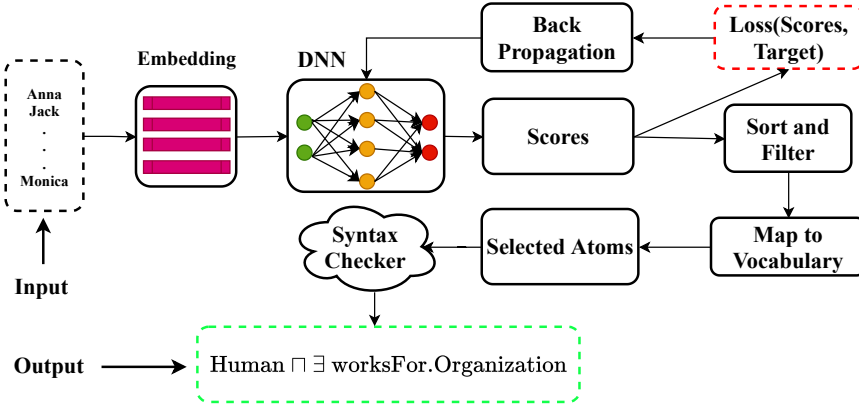 Back
Propagation
Loss(Scores,
Target)
Embedding
DNN
Anna
Jack
.
.
.
Monica
Scores
Sort and
Filter
Syntax
Checker
Selected Atoms
Map to
Vocabulary
Input
Output
Human ⊓ ∃ worksFor.Organization